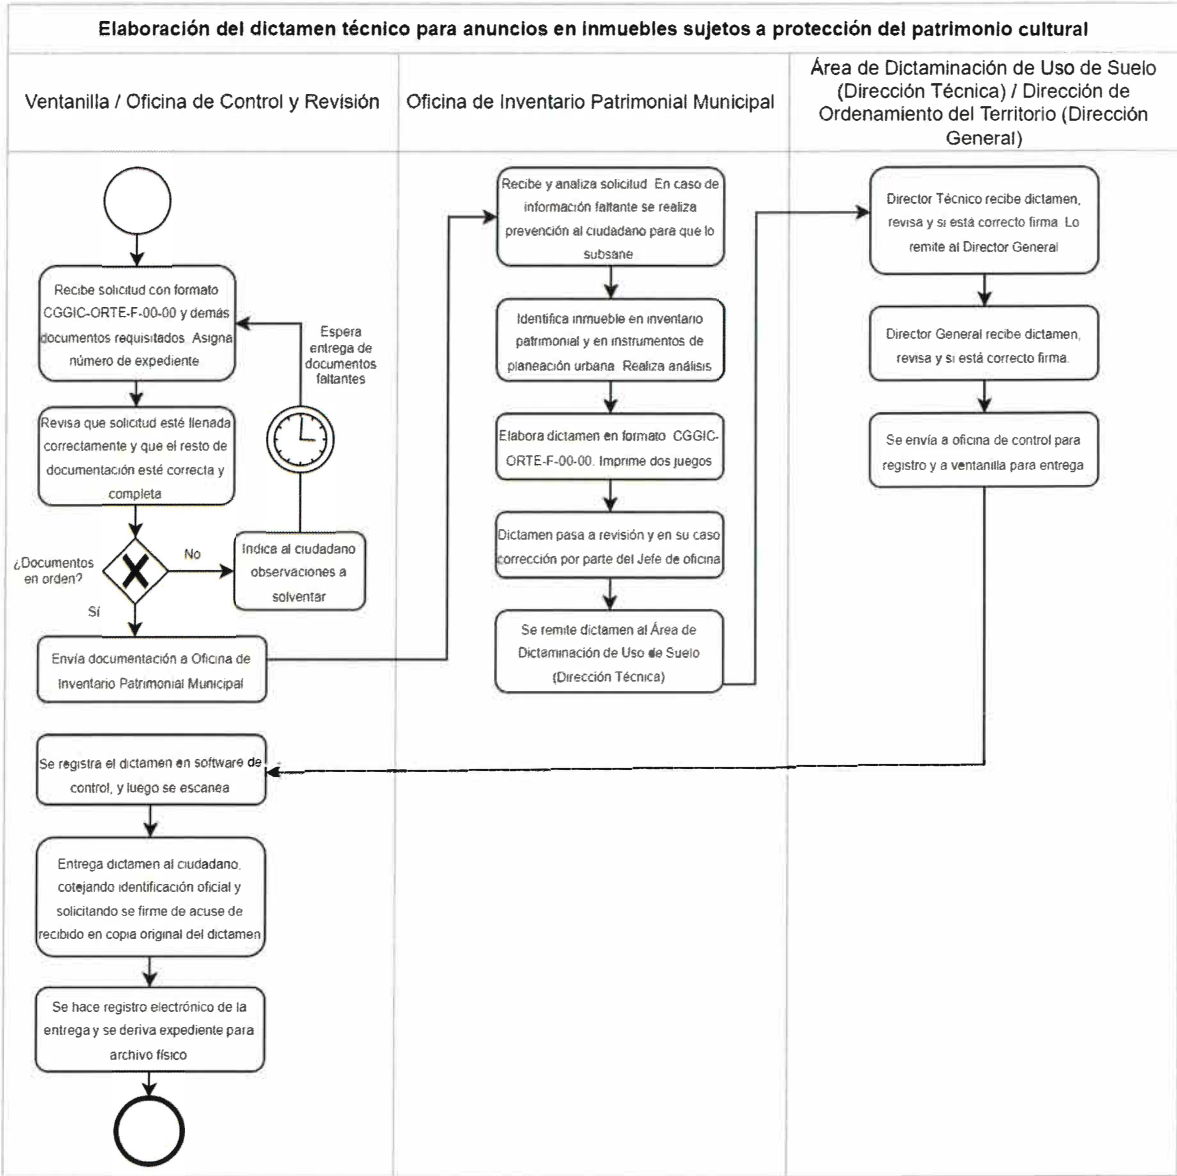 Elaboración del dictamen técnico para anuncios en inmuebles sujetos a protección del patrimonio cultural
Ventanilla / Oficina de Control y Revisión
Oficina de Inventario Patrimonial Municipal
Área de Dictaminación de Uso de Suelo
(Dirección Técnica) / Dirección de
Ordenamiento del Territorio (Dirección
General)
Recibe solicitud con formato
CGGIC-ORTE-F-00-00 y demás
documentos requisitados. Asigna
número de expediente
Espera
entrega de
documentos
faltantes
Revisa que solicitud esté llenada
correctamente y que el resto de
documentación esté correcta y
completa
¿Documentos
en orden?
No
Indica al ciudadano
observaciones a
solventar
Sí
Envía documentación a Oficina de
Inventario Patrimonial Municipal
Se registra el dictamen en software de
control, y luego se escanea
Entrega dictamen al ciudadano,
cotejando identificación oficial y
solicitando se firme de acuse de
recibido en copia original del dictamen
Se hace registro electrónico de la
entrega y se deriva expediente para
archivo físico
Recibe y analiza solicitud En caso de
información faltante se realiza
prevención al ciudadano para que lo
subsane
Identifica inmueble en inventario
patrimonial y en instrumentos de
planeación urbana Realiza análisis
Elabora dictamen en formato CGGIC-
ORTE-F-00-00. Imprime dos juegos
Dictamen pasa a revisión y en su caso
corrección por parte del Jefe de oficina
Se remite dictamen al Área de
Dictaminación de Uso de Suelo
(Dirección Técnica)
Director Técnico recibe dictamen,
revisa y si está correcto firma. Lo
remite al Director General
Director General recibe dictamen,
revisa y si está correcto firma.
Se envía a oficina de control para
registro y a ventanilla para entrega